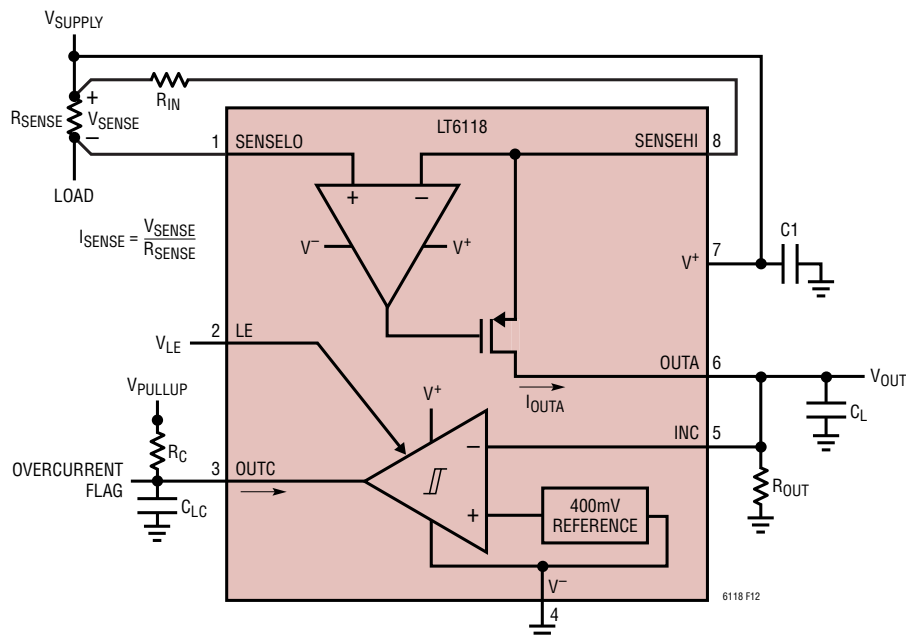 VSUPPLY
RIN
+
RSENSE
VSENSE
−
LOAD
ISENSE = VSENSE
RSENSE
LT6118
1
SENSELO
SENSEHI
8
+
−
V−
V+
V+
7
C1
VLE
2
LE
OUTA
6
VOUT
IOUTA
CL
VPULLUP
RC
V+
−
INC
5
OVERCURRENT
FLAG
3
OUTC
CLC
+
400mV
REFERENCE
ROUT
V−
4
6118 F12